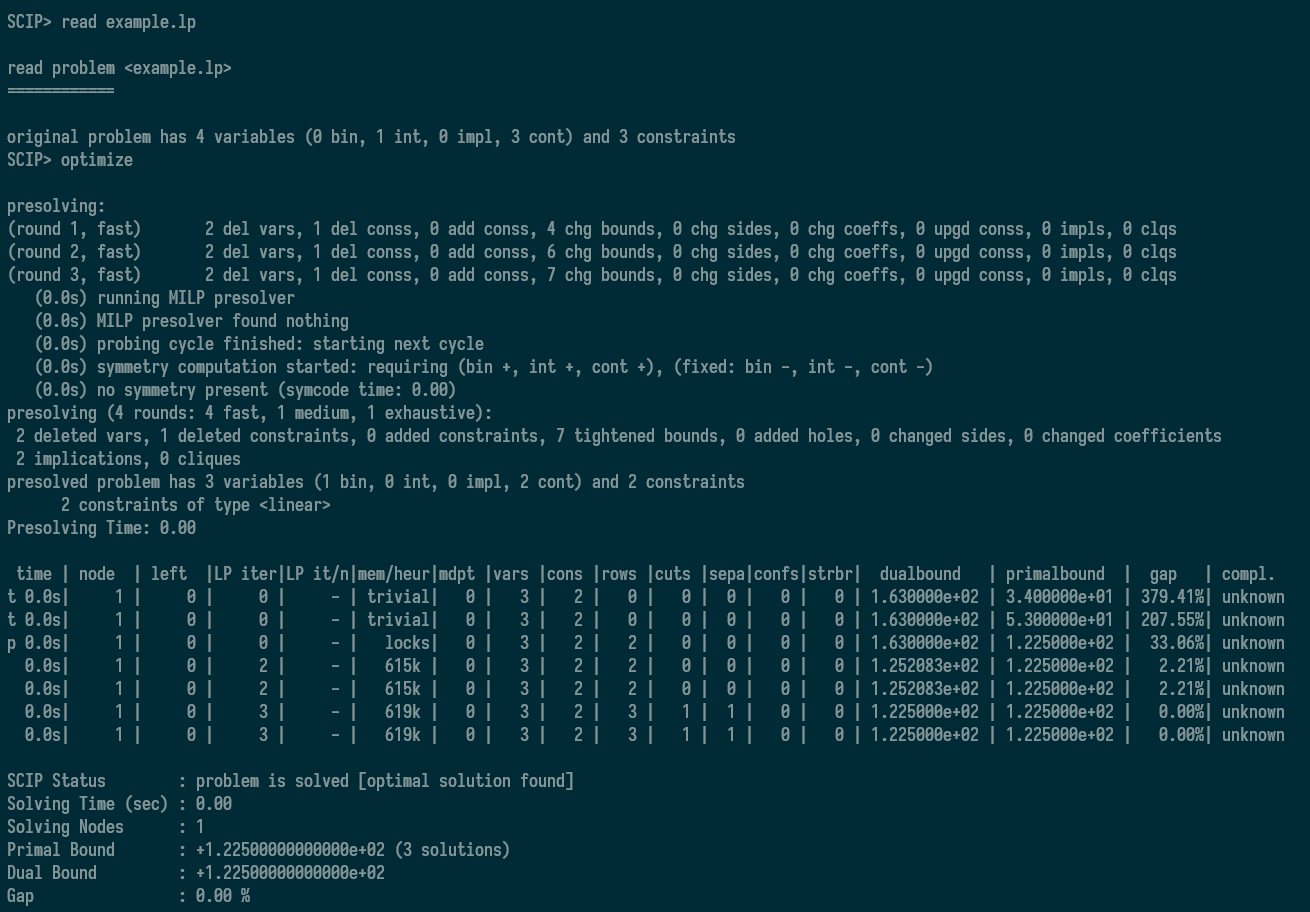 SCIP> read example.lp
read problem <example.lp>
============
original problem has 4 variables (0 bin, 1 int, 0 impl, 3 cont) and 3 constraints
SCIP> optimize
presolving:
(round 1, fast)       2 del vars, 1 del conss, 0 add conss, 4 chg bounds, 0 chg sides, 0 chg coeffs, 0 upgd conss, 0 impls, 0 clqs
(round 2, fast)       2 del vars, 1 del conss, 0 add conss, 6 chg bounds, 0 chg sides, 0 chg coeffs, 0 upgd conss, 0 impls, 0 clqs
(round 3, fast)       2 del vars, 1 del conss, 0 add conss, 7 chg bounds, 0 chg sides, 0 chg coeffs, 0 upgd conss, 0 impls, 0 clqs
   (0.0s) running MILP presolver
   (0.0s) MILP presolver found nothing
   (0.0s) probing cycle finished: starting next cycle
   (0.0s) symmetry computation started: requiring (bin +, int +, cont +), (fixed: bin -, int -, cont -)
   (0.0s) no symmetry present (symcode time: 0.00)
presolving (4 rounds: 4 fast, 1 medium, 1 exhaustive):
 2 deleted vars, 1 deleted constraints, 0 added constraints, 7 tightened bounds, 0 added holes, 0 changed sides, 0 changed coefficients
 2 implications, 0 cliques
presolved problem has 3 variables (1 bin, 0 int, 0 impl, 2 cont) and 2 constraints
      2 constraints of type <linear>
Presolving Time: 0.00
 time | node  | left  |LP iter|LP it/n|mem/heur|mdpt |vars |cons |rows |cuts |sepa|confs|strbr|  dualbound   | primalbound  |  gap   | compl.
t 0.0s|     1 |     0 |     0 |     - | trivial|   0 |   3 |   2 |   0 |   0 |  0 |   0 |   0 | 1.630000e+02 | 3.400000e+01 | 379.41%| unknown
t 0.0s|     1 |     0 |     0 |     - | trivial|   0 |   3 |   2 |   0 |   0 |  0 |   0 |   0 | 1.630000e+02 | 5.300000e+01 | 207.55%| unknown
p 0.0s|     1 |     0 |     0 |     - |   locks|   0 |   3 |   2 |   2 |   0 |  0 |   0 |   0 | 1.630000e+02 | 1.225000e+02 |  33.06%| unknown
  0.0s|     1 |     0 |     2 |     - |   615k |   0 |   3 |   2 |   2 |   0 |  0 |   0 |   0 | 1.252083e+02 | 1.225000e+02 |   2.21%| unknown
  0.0s|     1 |     0 |     2 |     - |   615k |   0 |   3 |   2 |   2 |   0 |  0 |   0 |   0 | 1.252083e+02 | 1.225000e+02 |   2.21%| unknown
  0.0s|     1 |     0 |     3 |     - |   619k |   0 |   3 |   2 |   3 |   1 |  1 |   0 |   0 | 1.225000e+02 | 1.225000e+02 |   0.00%| unknown
  0.0s|     1 |     0 |     3 |     - |   619k |   0 |   3 |   2 |   3 |   1 |  1 |   0 |   0 | 1.225000e+02 | 1.225000e+02 |   0.00%| unknown
SCIP Status        : problem is solved [optimal solution found]
Solving Time (sec) : 0.00
Solving Nodes      : 1
Primal Bound       : +1.22500000000000e+02 (3 solutions)
Dual Bound         : +1.22500000000000e+02
Gap                : 0.00 %